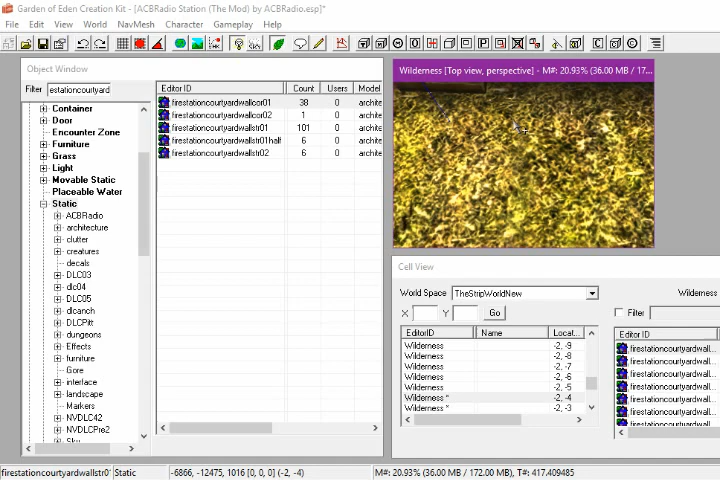 Garden of Eden Creation Kit - [ACBRadio Station (The Mod) by ACBRadio.esp]*
File Edit View World NavMesh Character Gameplay Help
Object Window
Filter estationcourtyard
Container
Door
Encounter Zone
Furniture
Grass
Light
Movable Static
Placeable Water
Static
ACBRadio
architecture
clutter
creatures
decals
DLC03
dlc04
DLC05
dlcanch
DLCPitt
dungeons
Effects
furniture
Gore
interface
landscape
Markers
NVDLC42
NVDLCPre2
Sky
Editor ID Count Users Model
firestationcourtyardwallcor01 38 0 archite
firestationcourtyardwallcor02 1 0 archite
firestationcourtyardwallstr01 101 0 archite
firestationcourtyardwallstr01half 6 0 archite
firestationcourtyardwallstr02 6 0 archite
Wilderness [Top view, perspective] - M#: 20.93% (36.00 MB / 17...
Cell View
World Space TheStripWorldNew Wilderness
X Y Go Filter
EditorID Name Locat...
Wilderness -2, -9
Wilderness -2, -8
Wilderness -2, -7
Wilderness -2, -6
Wilderness -2, -5
Wilderness * -2, -4
Wilderness * -2, -3
Editor ID
firestationcourtyardwall...
firestationcourtyardwall...
firestationcourtyardwall...
firestationcourtyardwall...
firestationcourtyardwall...
firestationcourtyardwall...
firestationcourtyardwall...
firestationcourtyardwallstr0 Static -6866, -12475, 1016 [0, 0, 0] (-2, -4) M#: 20.93% (36.00 MB / 172.00 MB), T#: 417.409485